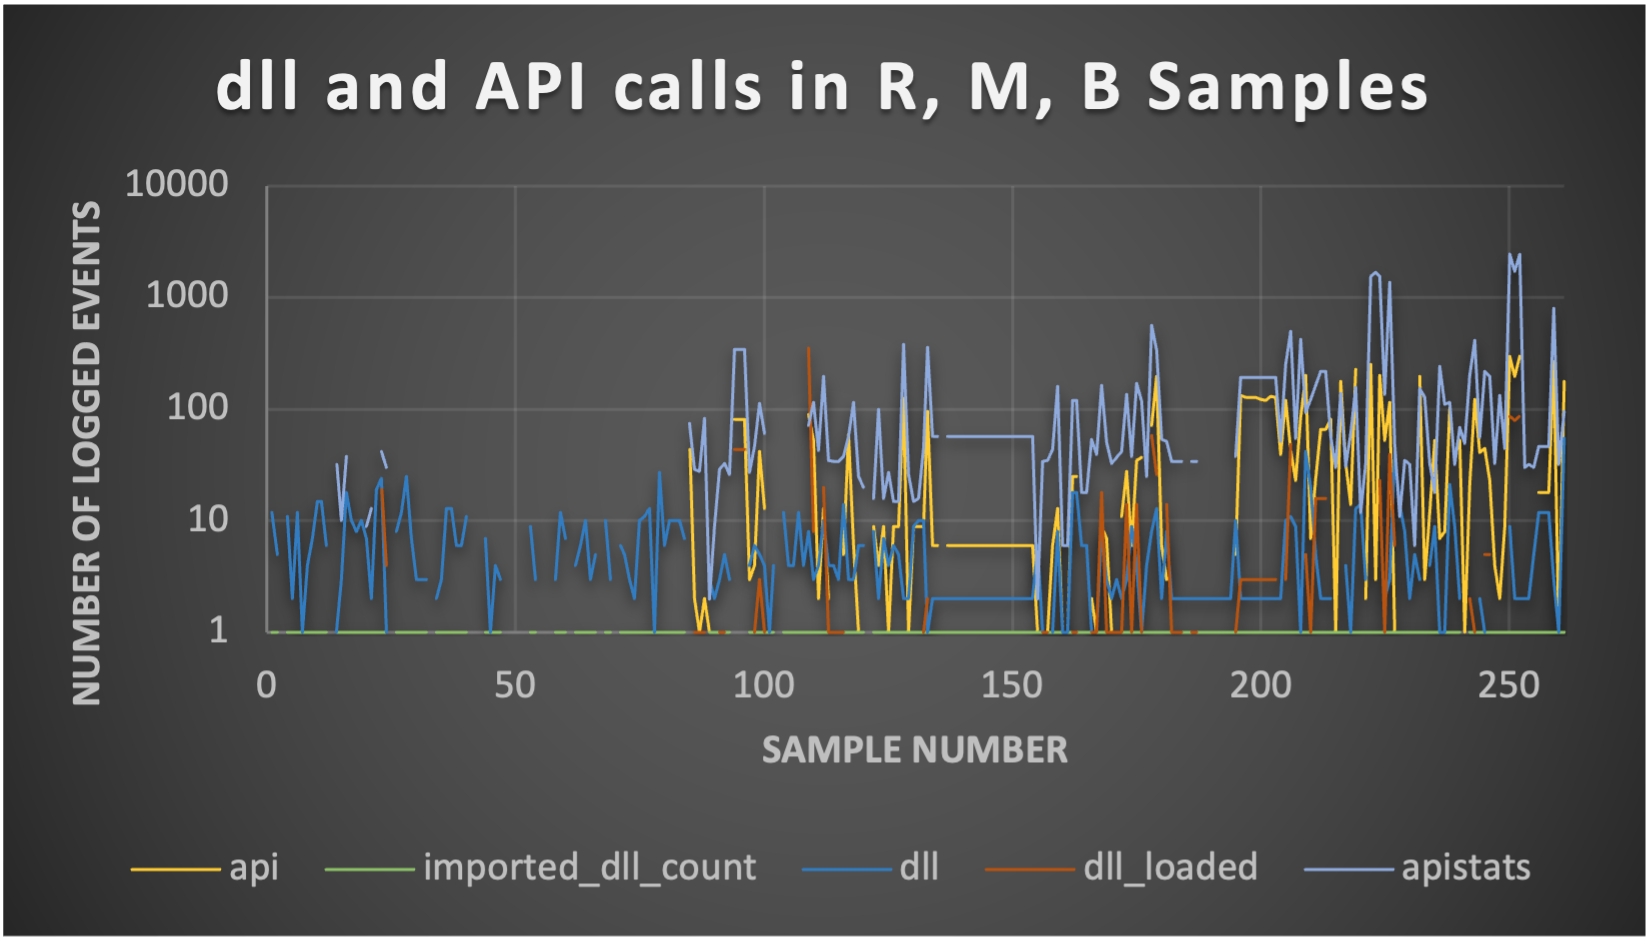 dll and API calls in R, M, B Samples
NUMBER OF LOGGED EVENTS
10000
1000
100
10
1
0 50 100 150 200 250
SAMPLE NUMBER
api imported_dll_count dll dll_loaded apistats